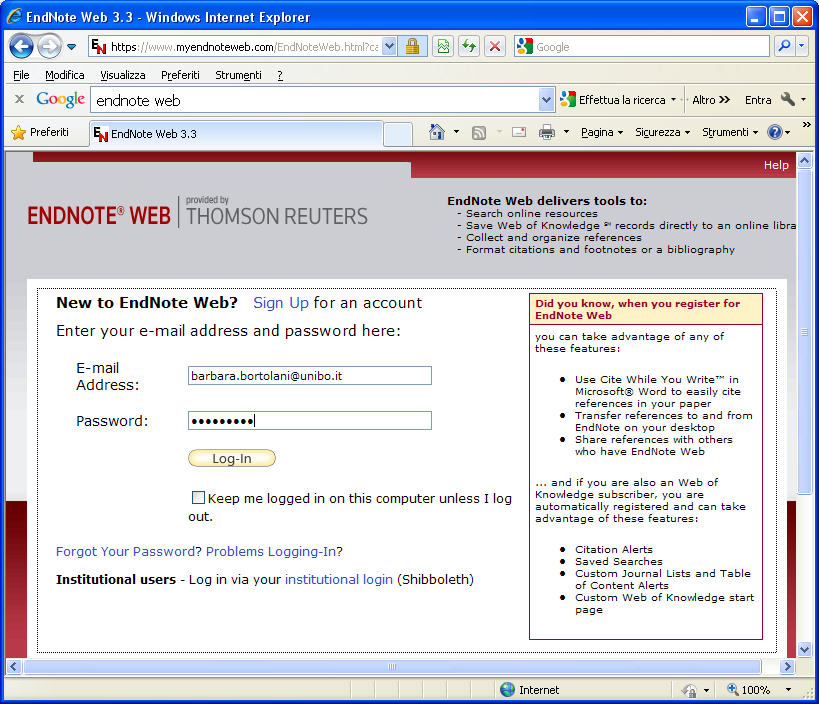 EndNote Web 3.3 - Windows Internet Explorer
https://www.myendnoteweb.com/EndNoteWeb.html?ca
Google
File Modifica Visualizza Preferiti Strumenti ?
x Google endnote web Effettua la ricerca Altro >> Entra
Preferiti EndNote Web 3.3 Pagina Sicurezza Strumenti
Help
ENDNOTE® WEB provided by
THOMSON REUTERS
EndNote Web delivers tools to:
- Search online resources
- Save Web of Knowledge ℠ records directly to an online libra
- Collect and organize references
- Format citations and footnotes or a bibliography
New to EndNote Web? Sign Up for an account
Enter your e-mail address and password here:
E-mail
Address:
barbara.bortolani@unibo.it
Password: •••••••••
Log-In
Keep me logged in on this computer unless I log
out.
Forgot Your Password? Problems Logging-In?
Institutional users - Log in via your institutional login (Shibboleth)
Did you know, when you register for
EndNote Web
you can take advantage of any of
these features:
• Use Cite While You Write™ in
Microsoft® Word to easily cite
references in your paper
• Transfer references to and from
EndNote on your desktop
• Share references with others
who have EndNote Web
... and if you are also an Web of
Knowledge subscriber, you are
automatically registered and can take
advantage of these features:
• Citation Alerts
• Saved Searches
• Custom Journal Lists and Table
of Content Alerts
• Custom Web of Knowledge start
page
Internet 100%